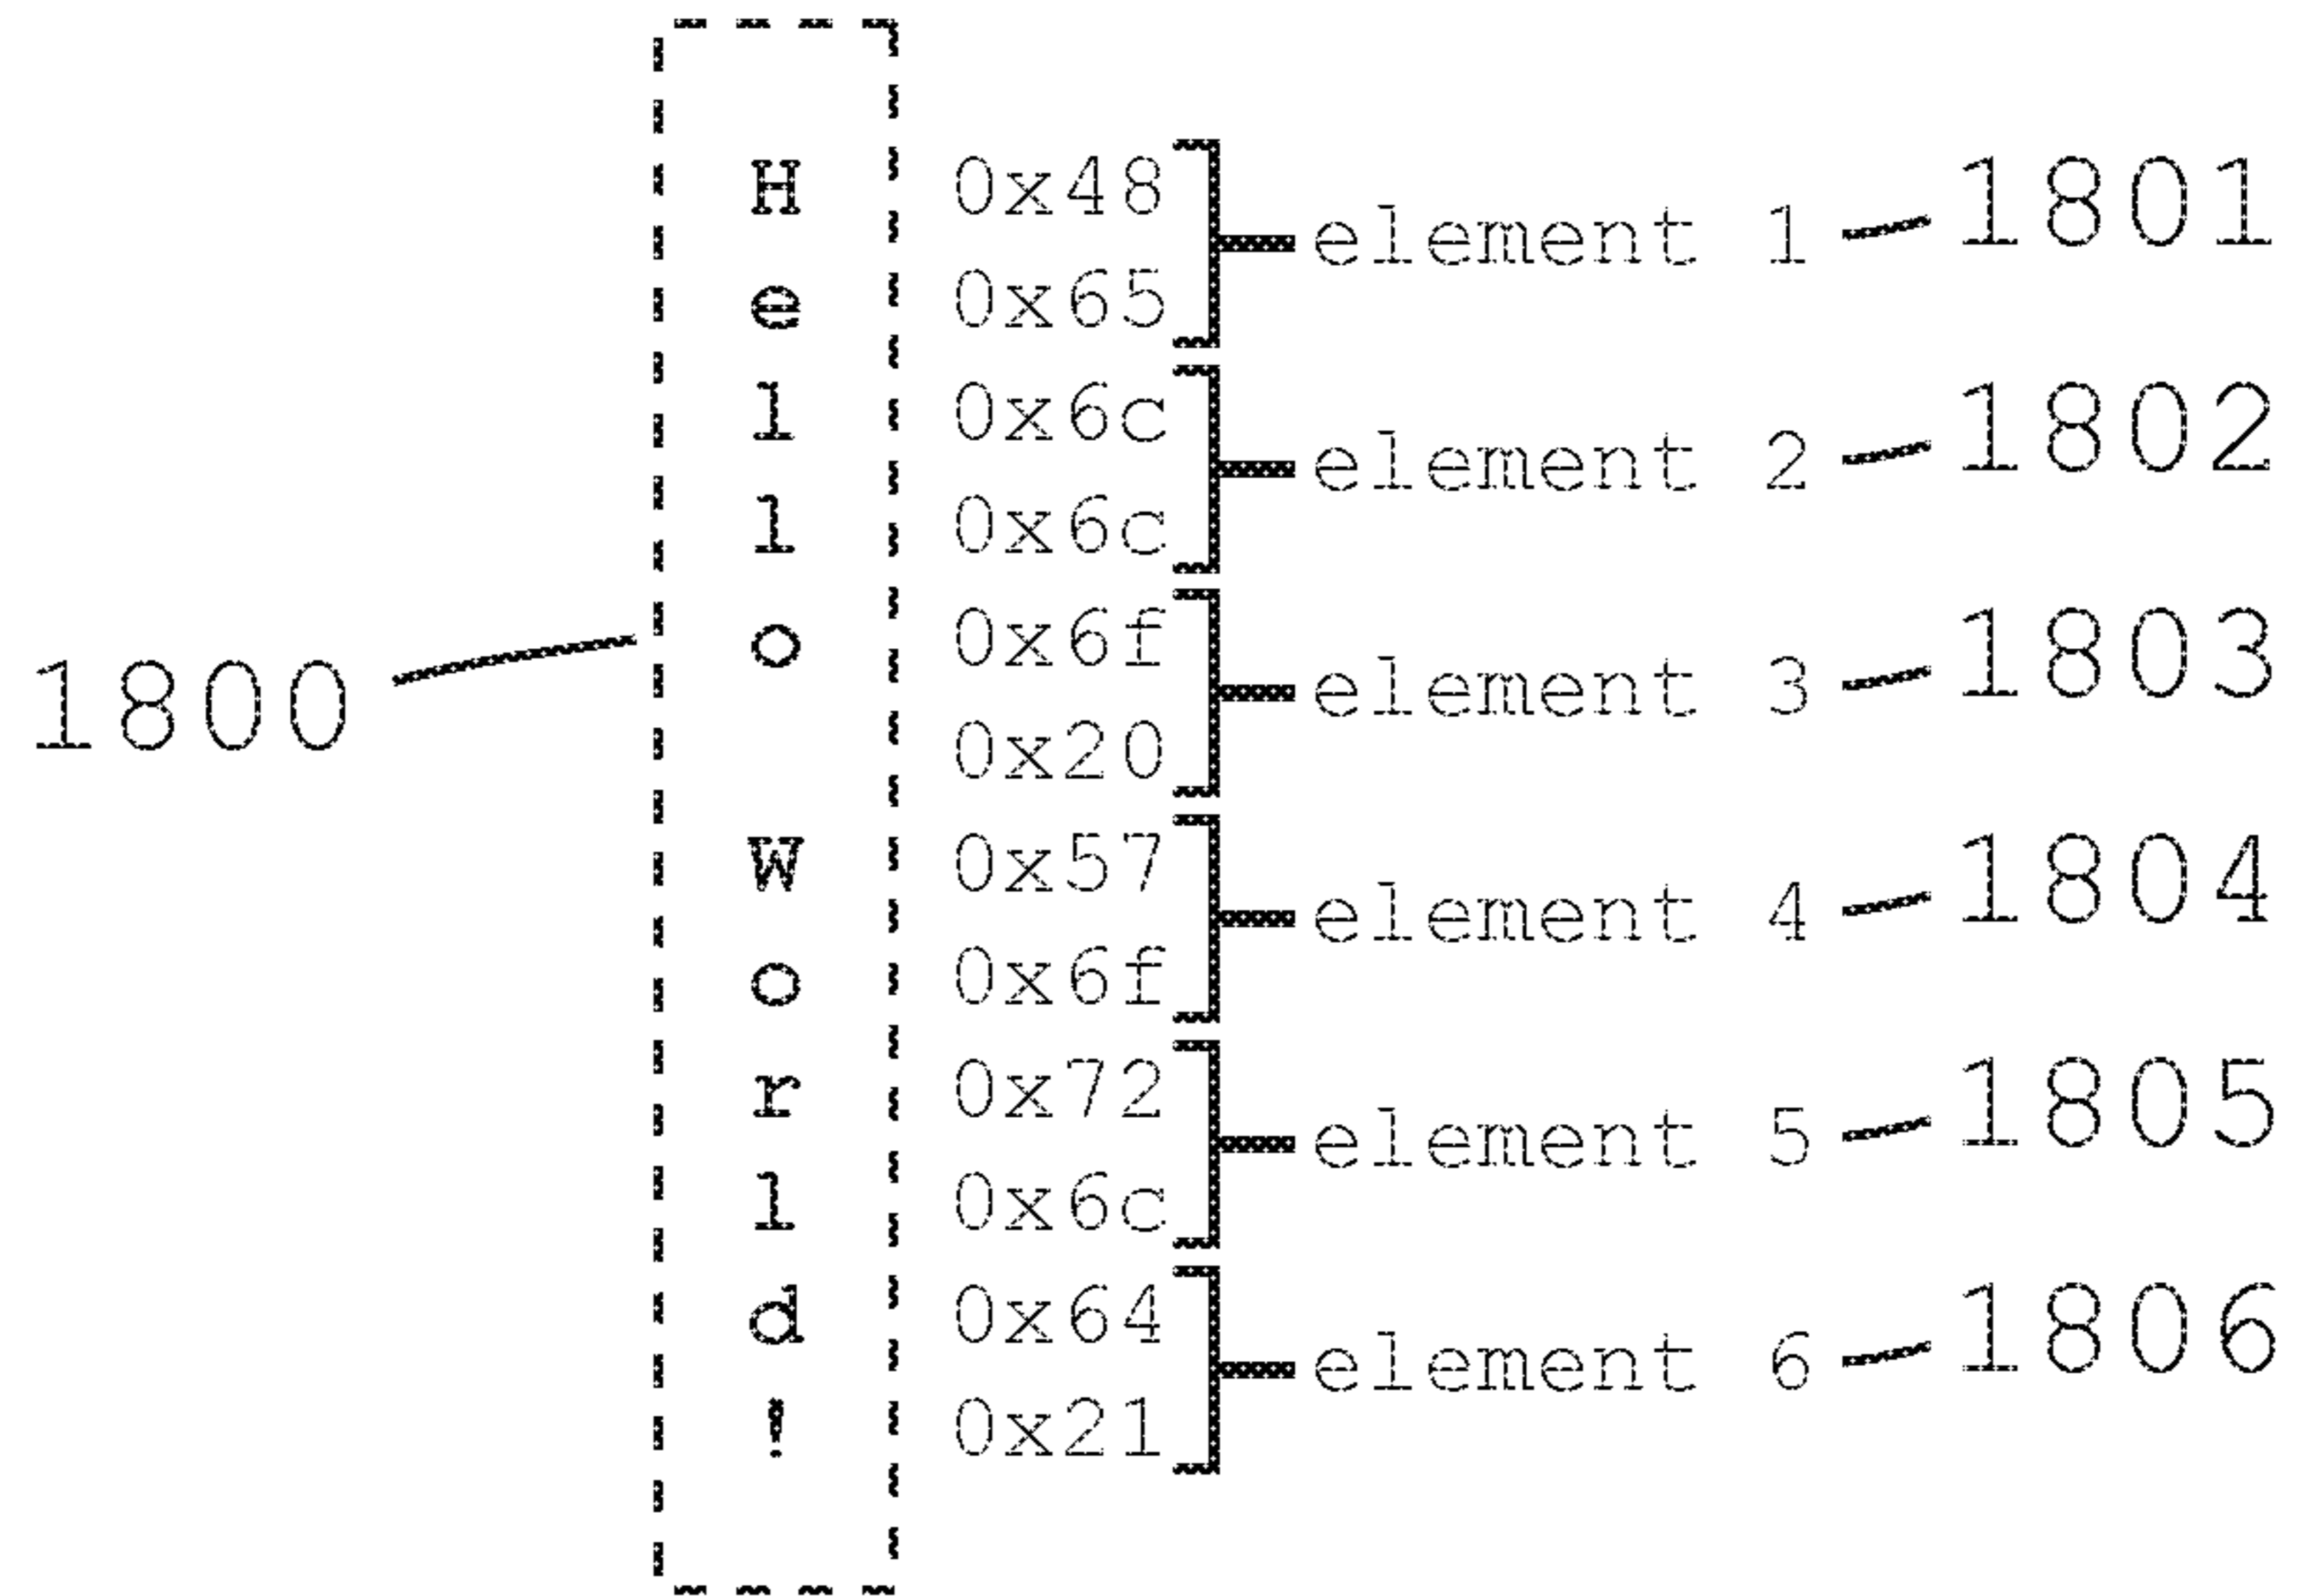 H 0x48
element 1 1801
e 0x65
l 0x6c
element 2 1802
l 0x6c
o 0x6f
element 3 1803
1800
0x20
W 0x57
element 4 1804
o 0x6f
r 0x72
element 5 1805
l 0x6c
d 0x64
element 6 1806
! 0x21